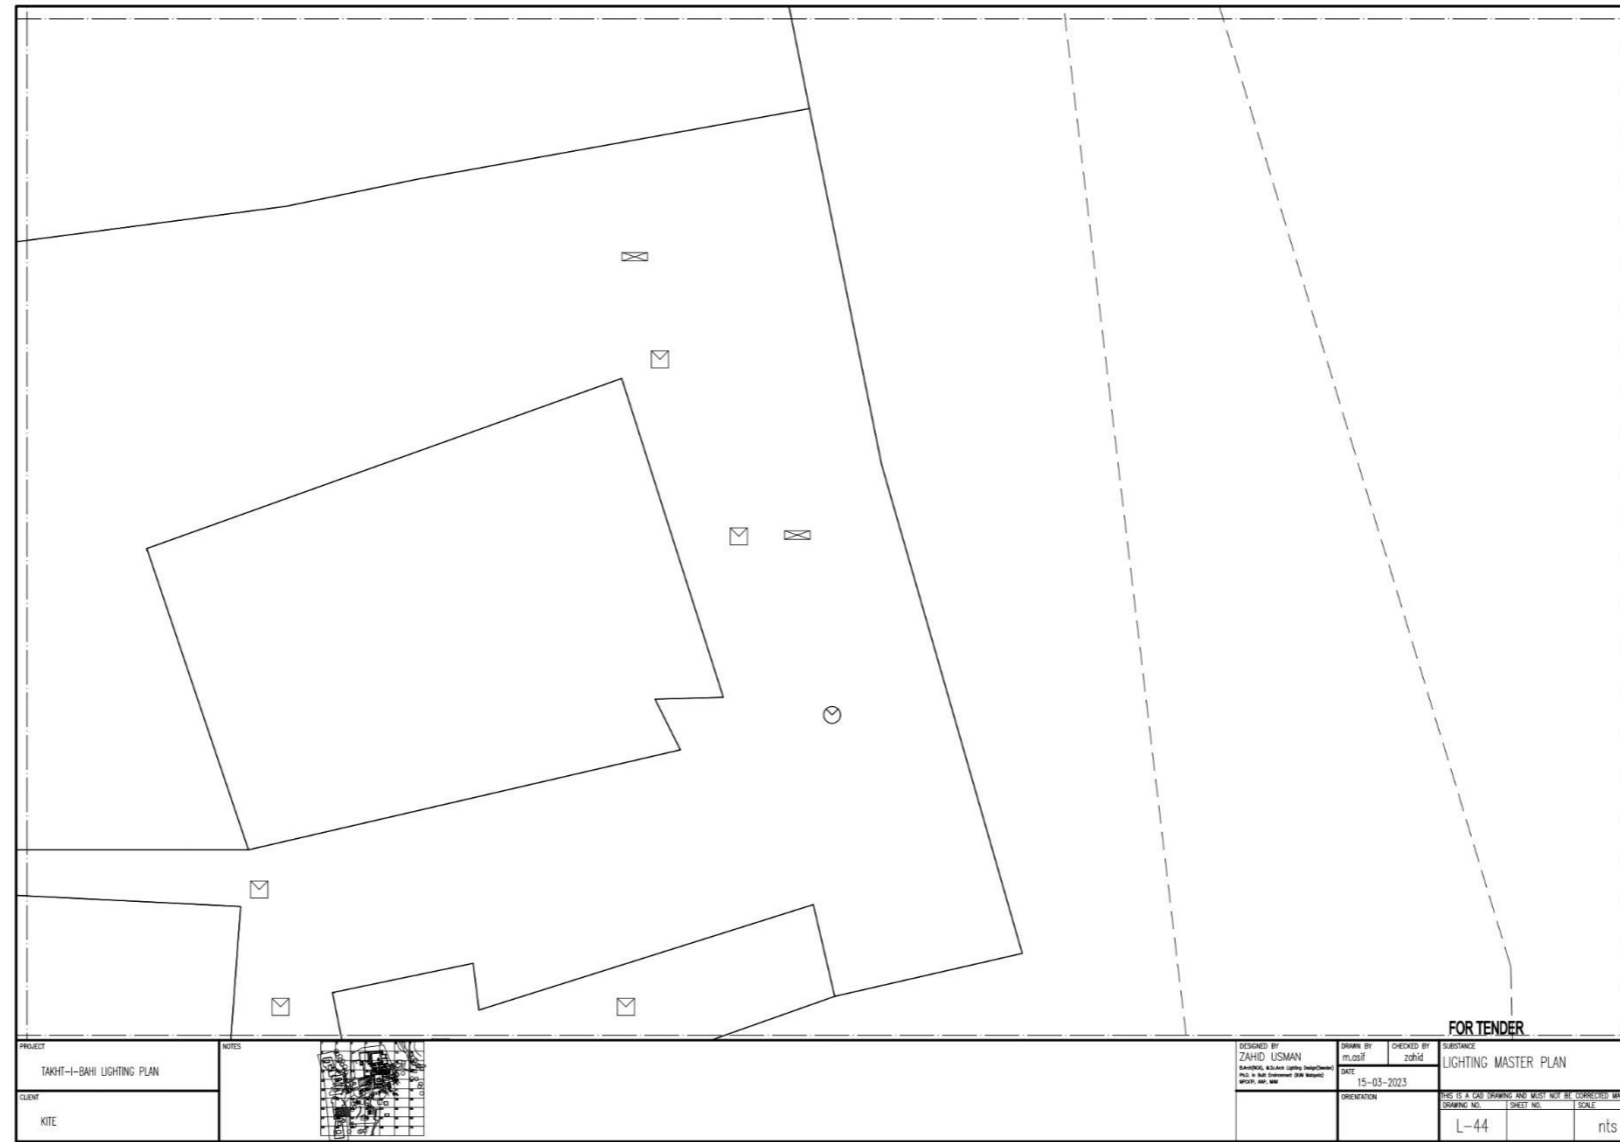 FOR TENDER
PROJECT
TAKHT-I-BAHI LIGHTING PLAN
CLIENT
KITE
NOTES
DESIGNED BY
ZAHID USMAN
DRAWN BY
m.asif
CHECKED BY
zahid
DATE
15-03-2023
ORIENTATION
SUBSTANCE
LIGHTING MASTER PLAN
THIS IS A CAD DRAWING AND MUST NOT BE CORRECTED MA
DRAWING NO.
L-44
SHEET NO.
SCALE
nts